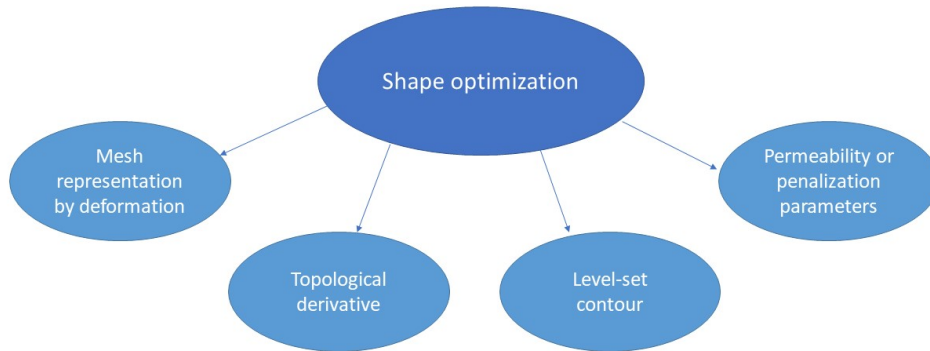 Shape optimization
Mesh
representation
by deformation
Topological
derivative
Level-set
contour
Permeability or
penalization
parameters